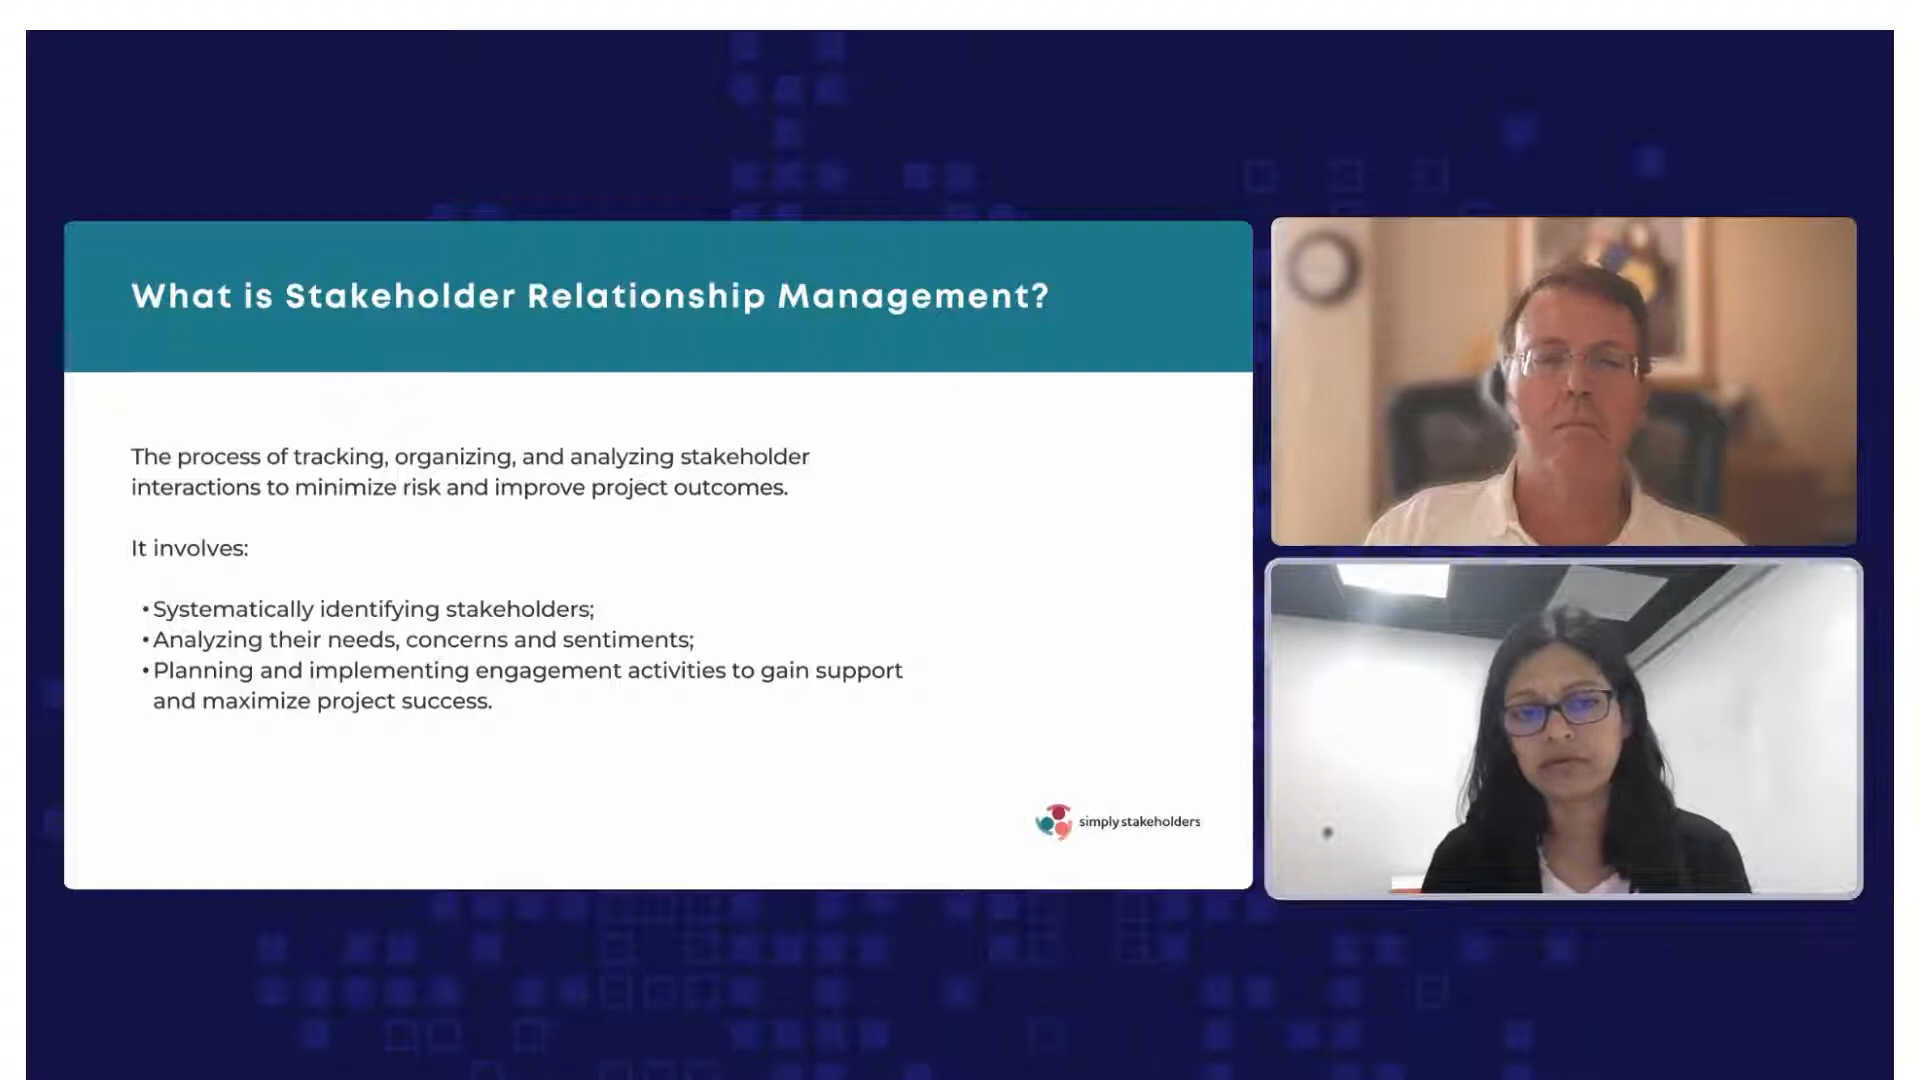 What is Stakeholder Relationship Management?
The process of tracking, organizing, and analyzing stakeholder
interactions to minimize risk and improve project outcomes.
It involves:
• Systematically identifying stakeholders;
• Analyzing their needs, concerns and sentiments;
• Planning and implementing engagement activities to gain support
and maximize project success.
simply stakeholders